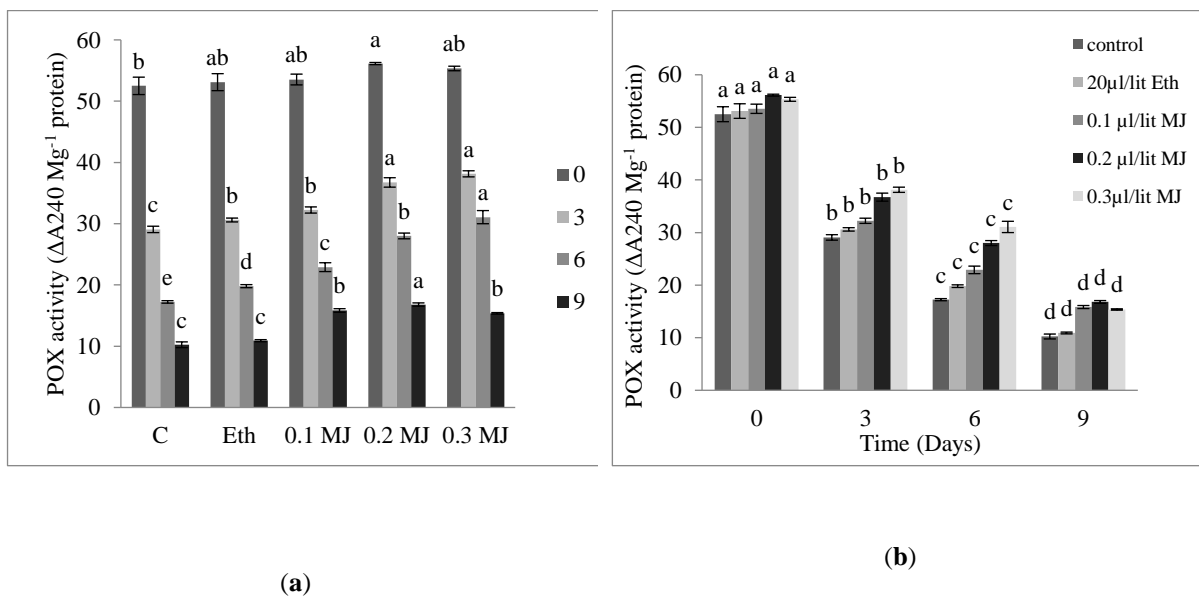 POX activity (ΔA240 Mg⁻¹ protein)
60
50
40
30
20
10
0
b
ab
ab
a
ab
c
b
b
a
a
e
d
c
b
a
c
c
b
a
b
C
Eth
0.1 MJ
0.2 MJ
0.3 MJ
0
3
6
9
(a)
POX activity (ΔA240 Mg⁻¹ protein)
60
50
40
30
20
10
0
a a a a a
b b b b b
c c c c c
d d d d d
0
3
6
9
Time (Days)
control
20µl/lit Eth
0.1 µl/lit MJ
0.2 µl/lit MJ
0.3µl/lit MJ
(b)